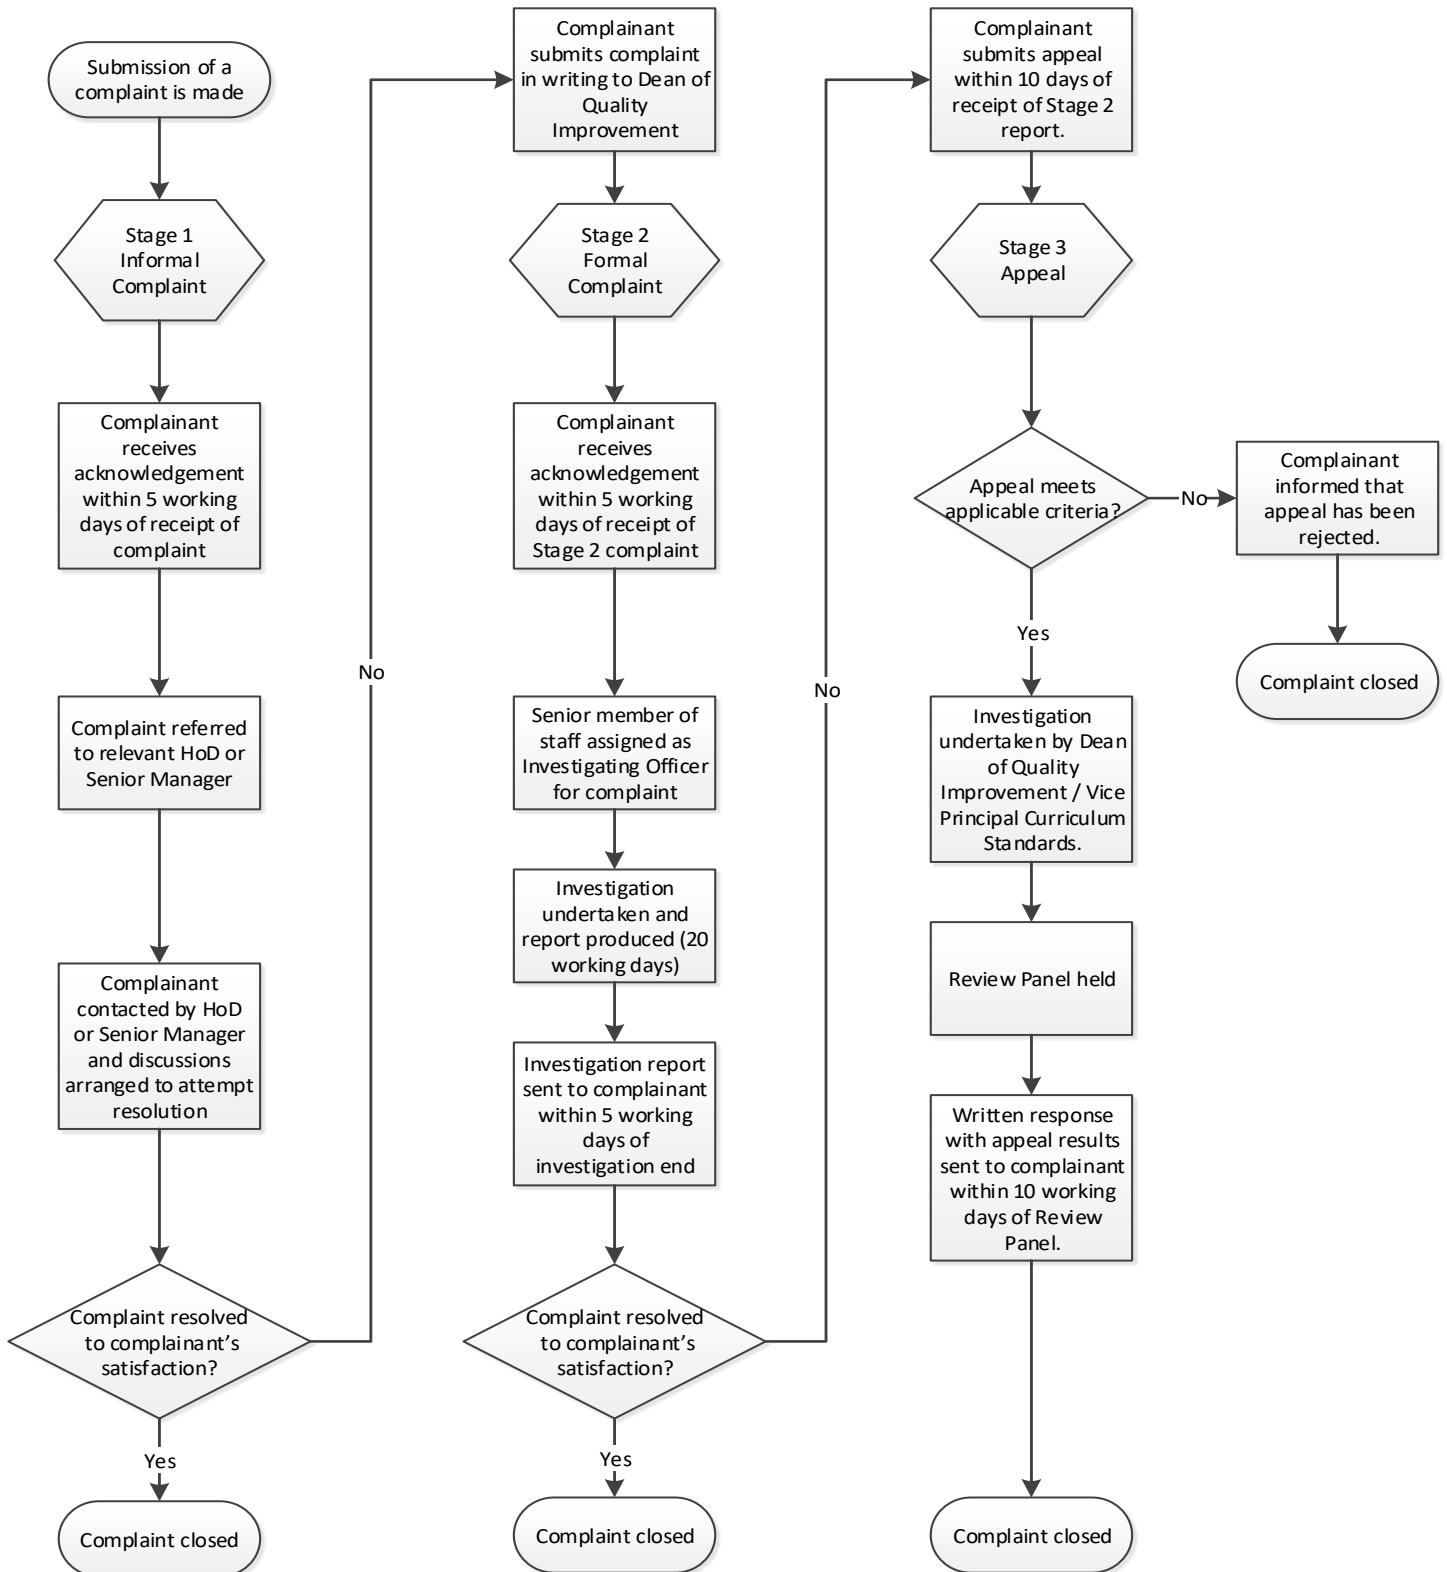 Submission of a
complaint is made
Stage 1
Informal
Complaint
Complainant
receives
acknowledgement
within 5 working
days of receipt of
complaint
Complaint referred
to relevant HoD or
Senior Manager
Complainant
contacted by HoD
or Senior Manager
and discussions
arranged to attempt
resolution
Complaint resolved
to complainant’s
satisfaction?
Yes
Complaint closed
No
Complainant
submits complaint
in writing to Dean of
Quality
Improvement
Stage 2
Formal
Complaint
Complainant
receives
acknowledgement
within 5 working
days of receipt of
Stage 2 complaint
Senior member of
staff assigned as
Investigating Officer
for complaint
Investigation
undertaken and
report produced (20
working days)
Investigation report
sent to complainant
within 5 working
days of
investigation end
Complaint resolved
to complainant’s
satisfaction?
Yes
Complaint closed
No
Complainant
submits appeal
within 10 days of
receipt of Stage 2
report.
Stage 3
Appeal
Appeal meets
applicable criteria?
No
Complainant
informed that
appeal has been
rejected.
Complaint closed
Yes
Investigation
undertaken by Dean
of Quality
Improvement / Vice
Principal Curriculum
Standards.
Review Panel held
Written response
with appeal results
sent to complainant
within 10 working
days of Review
Panel.
Complaint closed